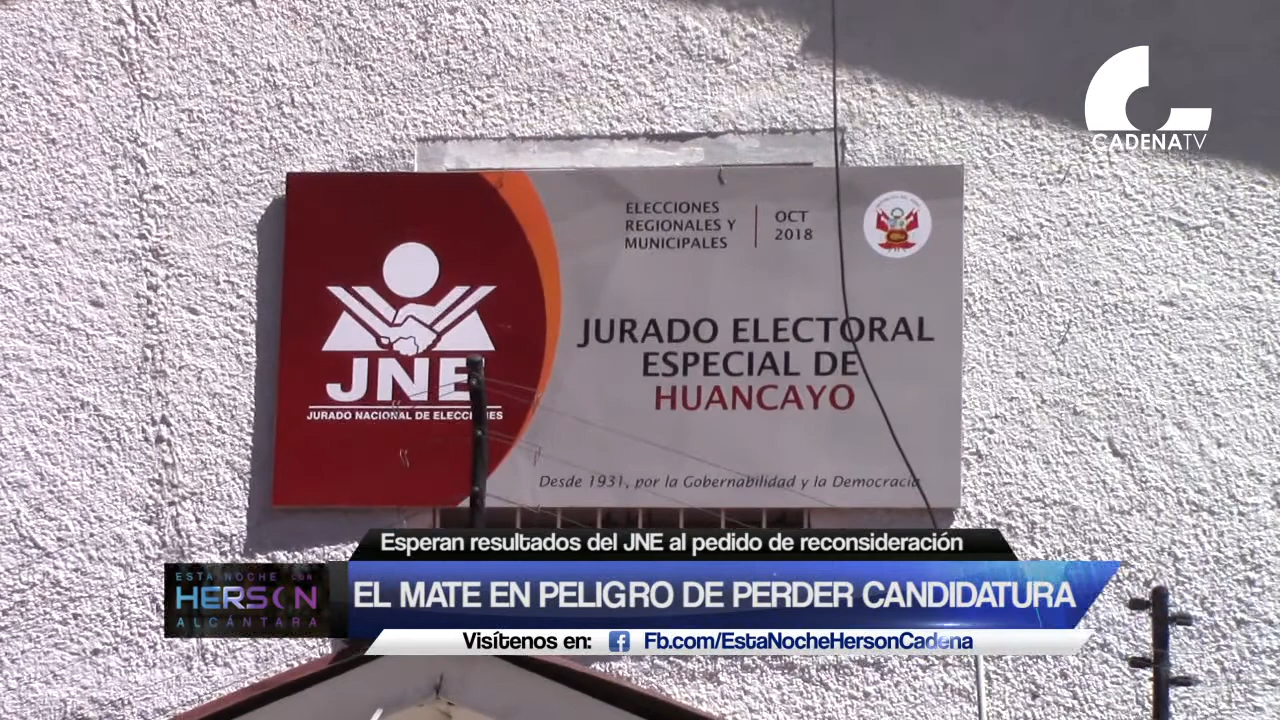 CADENATV
ELECCIONES
REGIONALES Y
MUNICIPALES
OCT
2018
JURADO ELECTORAL
ESPECIAL DE
HUANCAYO
JNE
JURADO NACIONAL DE ELECCIONES
Desde 1931, por la Gobernabilidad y la Democracia
Esperan resultados del JNE al pedido de reconsideración
ESTA NOCHE con
HERSON
ALCÁNTARA
EL MATE EN PELIGRO DE PERDER CANDIDATURA
Visítenos en: Fb.com/EstaNocheHersonCadena